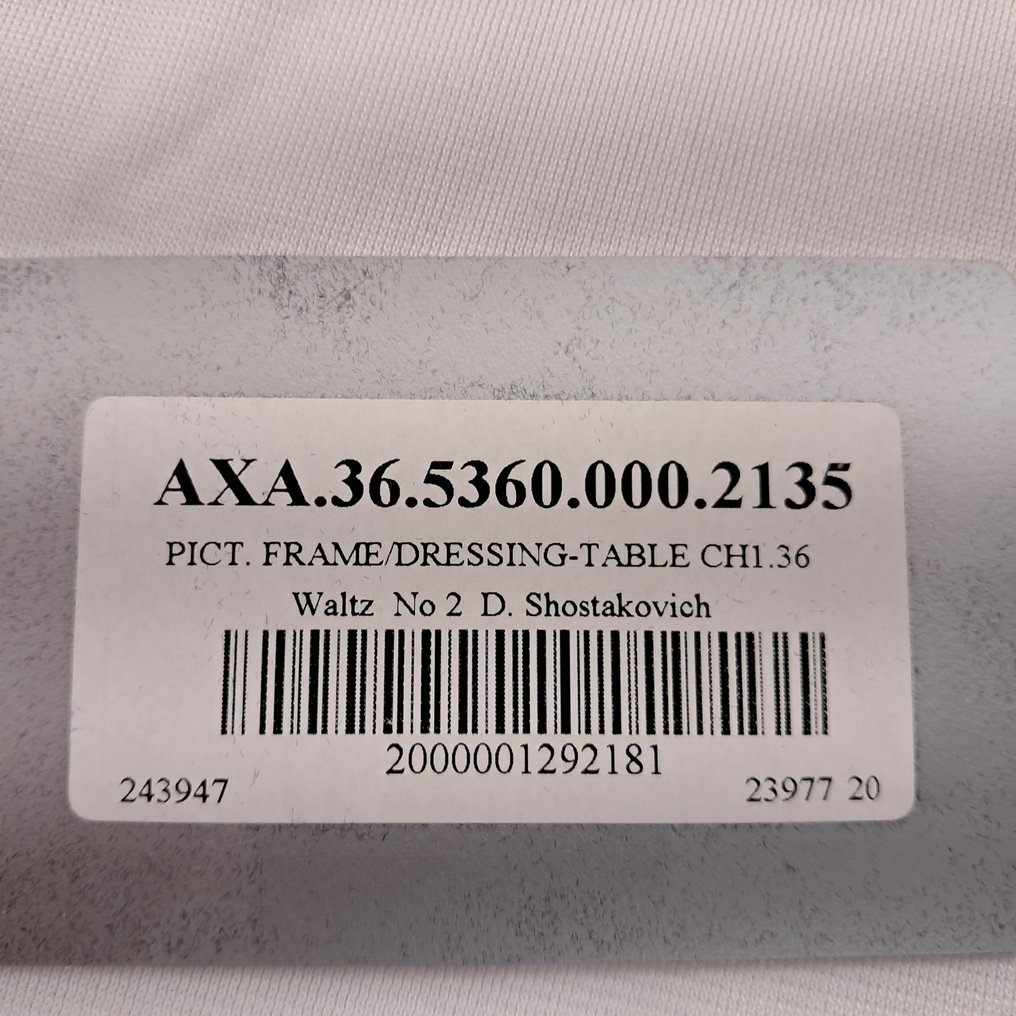 AXA.36.5360.000.2135
PICT. FRAME/DRESSING-TABLE CH1.36
Waltz No 2 D. Shostakovich
2000001292181
243947 23977 20